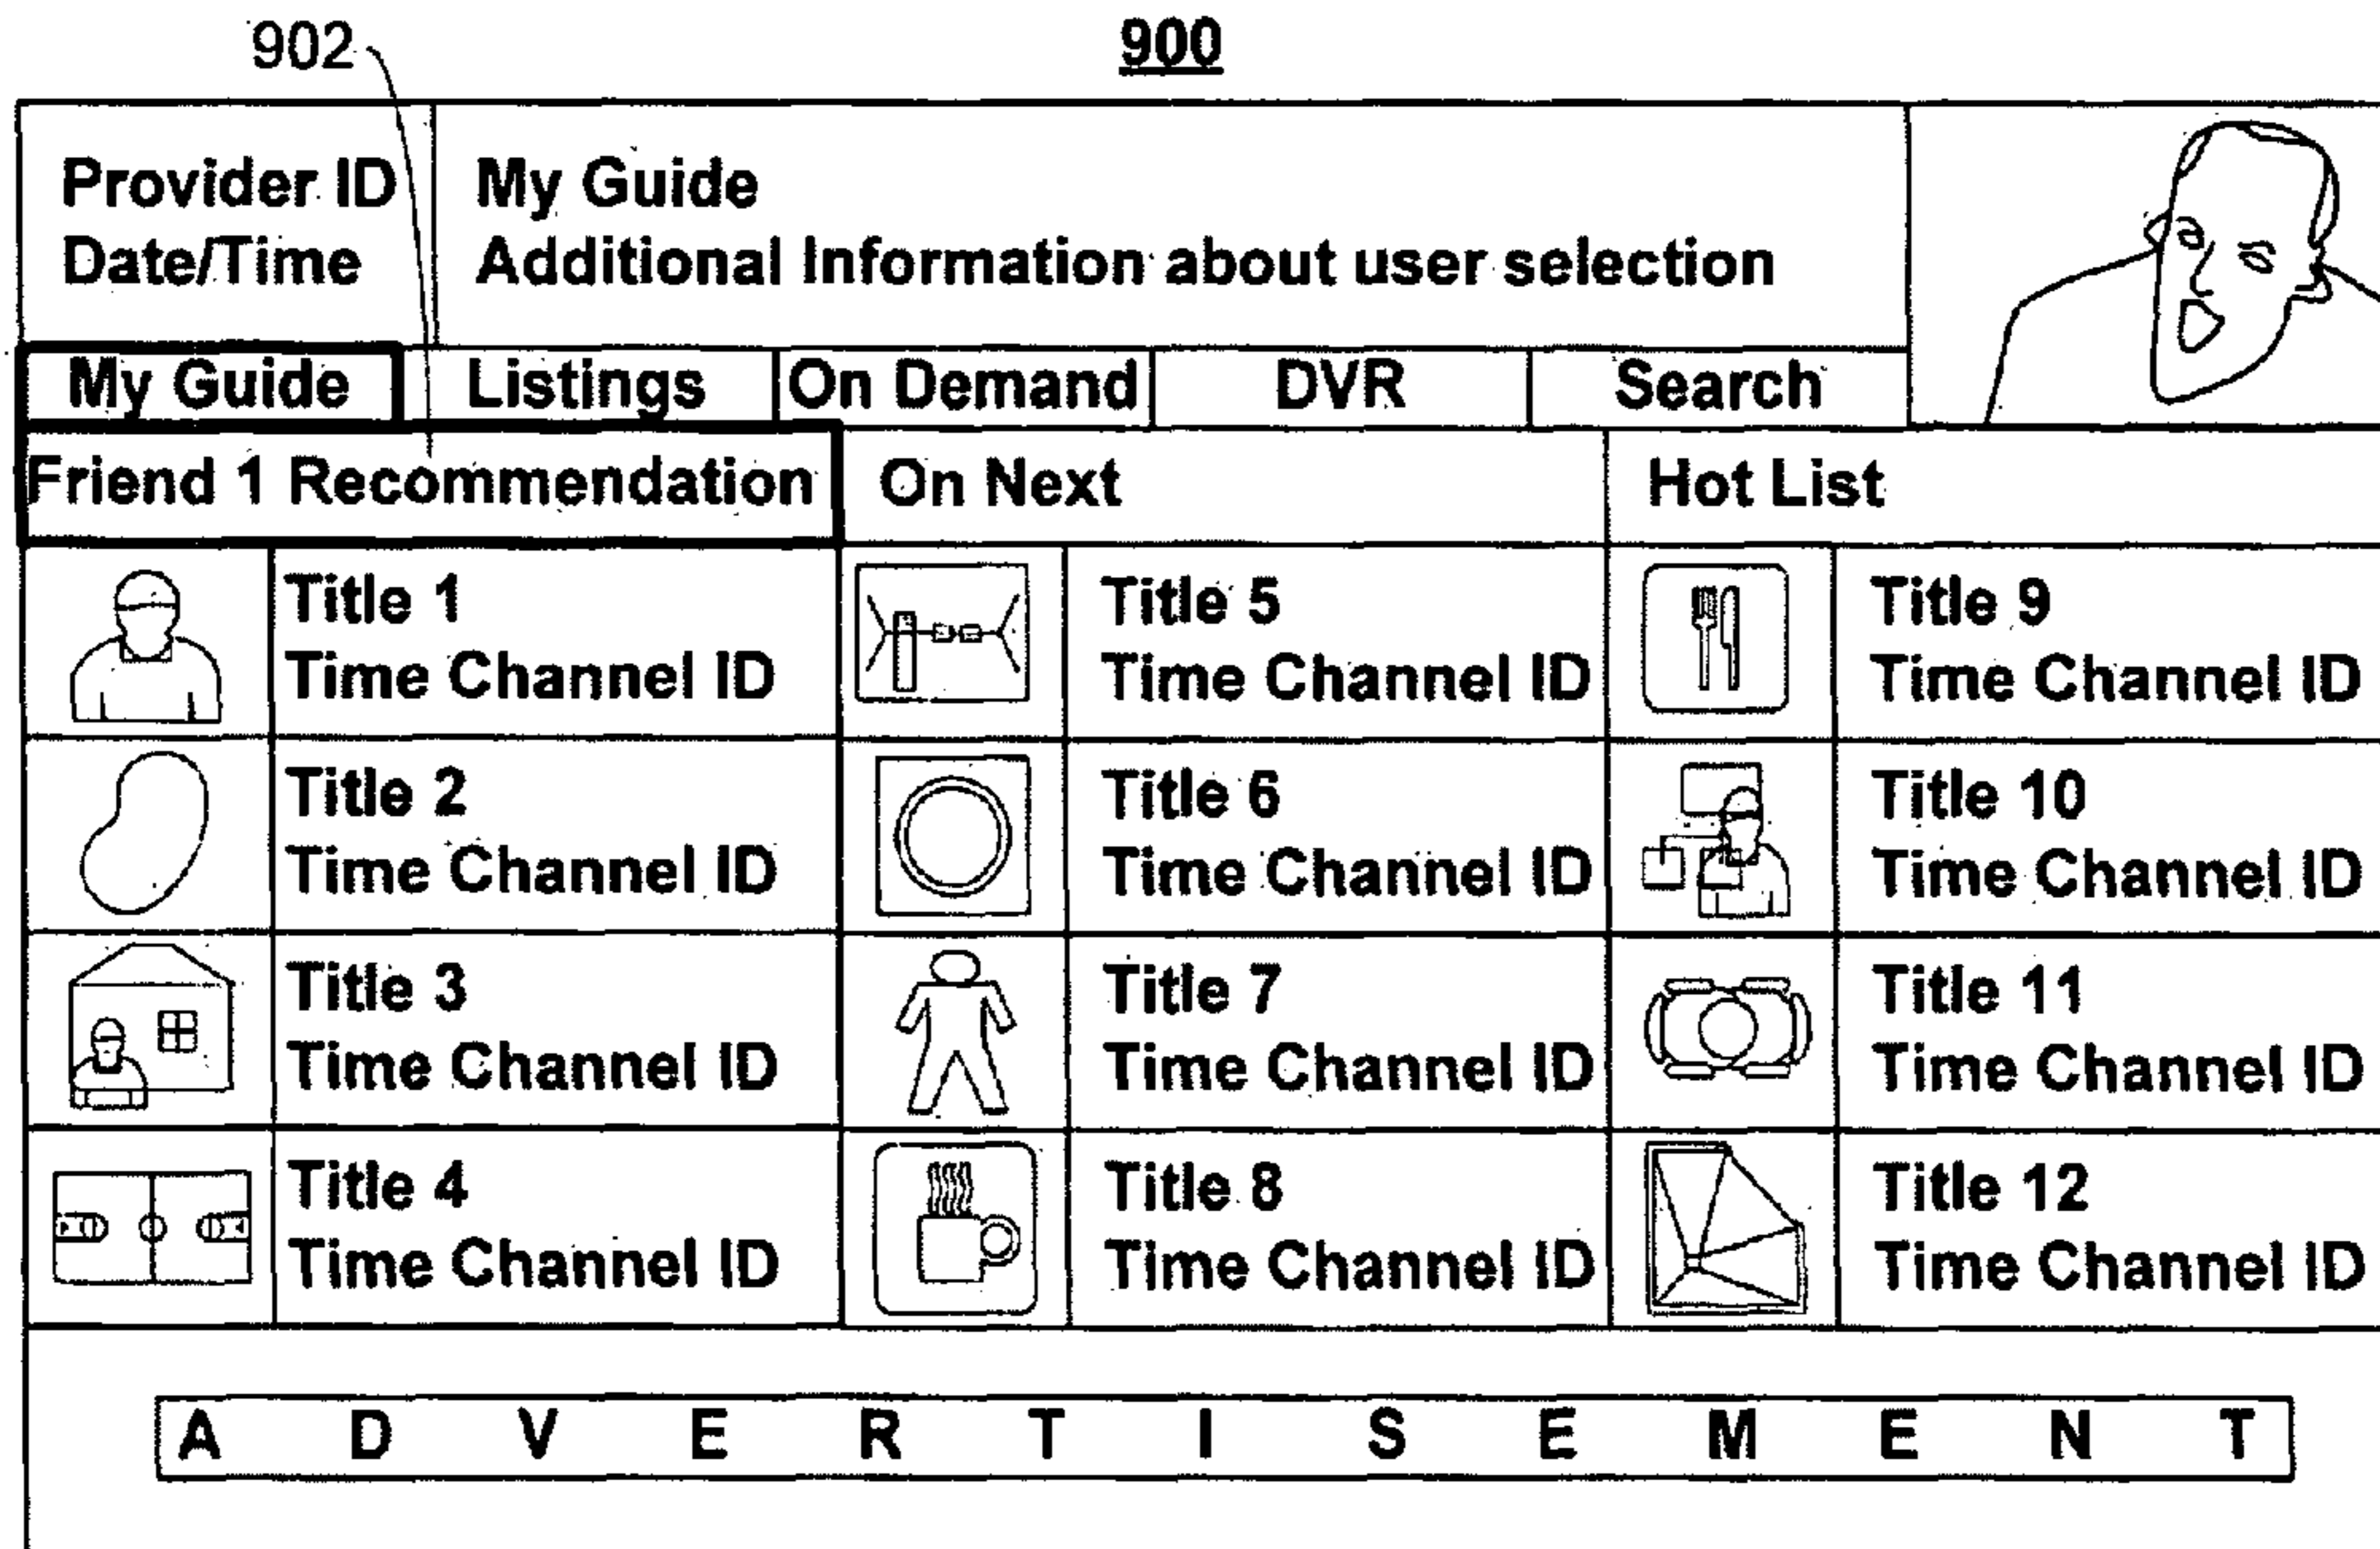 902
900
Provider ID
Date/Time
My Guide
Additional Information about user selection
My Guide
Listings
On Demand
DVR
Search
Friend 1 Recommendation
On Next
Hot List
Title 1
Time Channel ID
Title 5
Time Channel ID
Title 9
Time Channel ID
Title 2
Time Channel ID
Title 6
Time Channel ID
Title 10
Time Channel ID
Title 3
Time Channel ID
Title 7
Time Channel ID
Title 11
Time Channel ID
Title 4
Time Channel ID
Title 8
Time Channel ID
Title 12
Time Channel ID
A D V E R T I S E M E N T